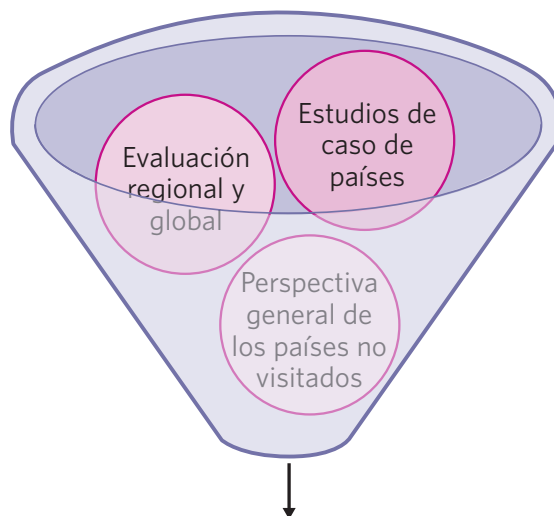 Evaluación
regional y
global
Estudios de
caso de
países
Perspectiva
general de
los países no
visitados